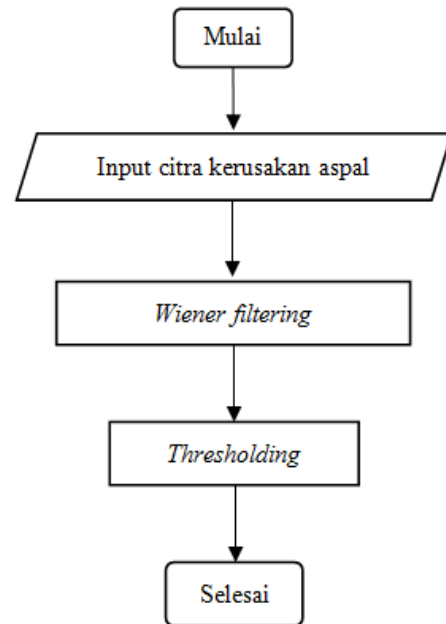 Mulai
Input citra kerusakan aspal
Wiener filtering
Thresholding
Selesai